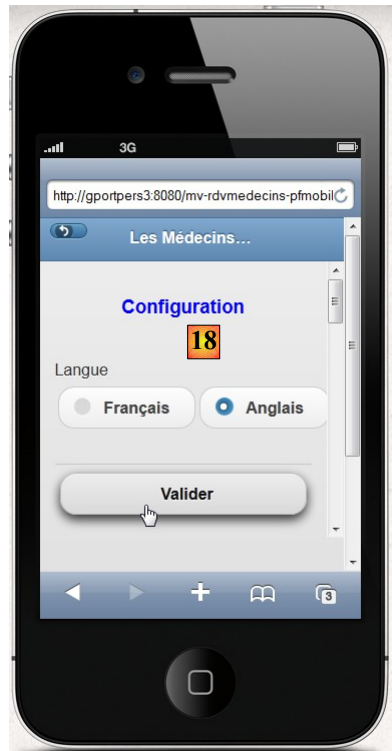 3G
http://gportpers3:8080/mv-rdvmedecins-pfmobil
Les Médecins...
Configuration
18
Langue
Français Anglais
Valider
3